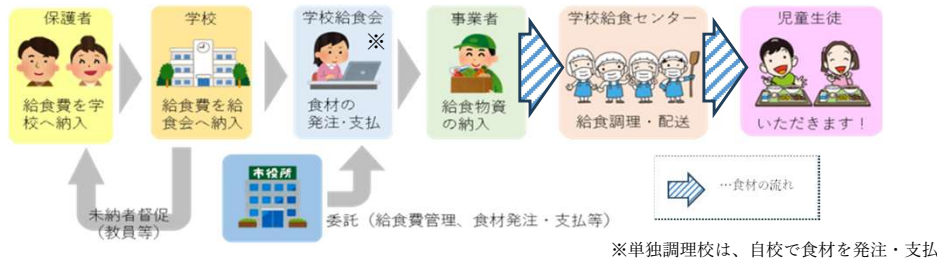 保護者
給食費を学
校へ納入
学校
給食費を給
食会へ納入
学校給食会
※
食材の
発注･支払
事業者
給食物資
の納入
学校給食センター
給食調理・配送
児童生徒
いただきます！
市役所
未納者督促
（教員等）
委託（給食費管理、食材発注・支払等）
…食材の流れ
※単独調理校は、自校で食材を発注・支払